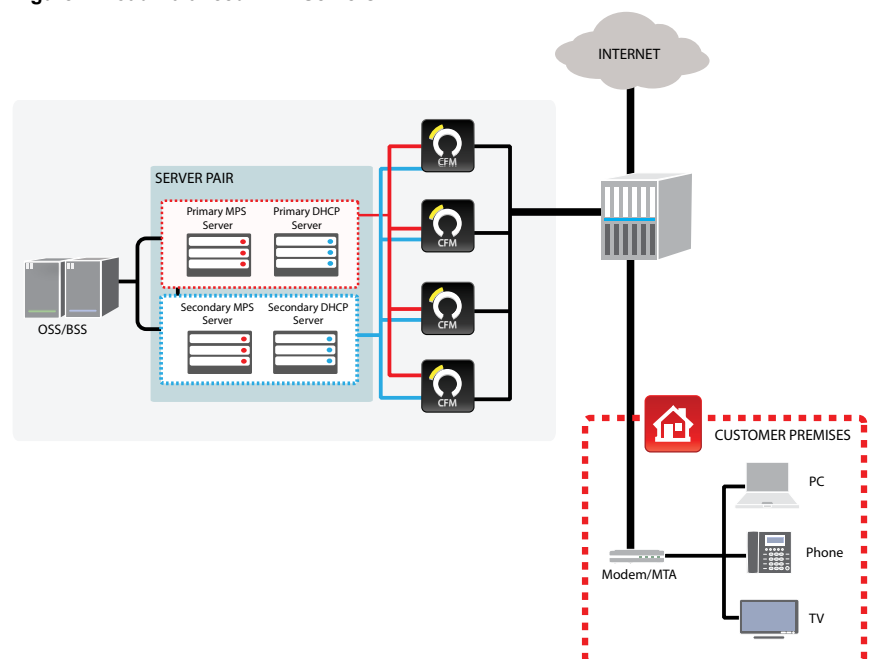 INTERNET
CFM
SERVER PAIR
Primary MPS
Server
Primary DHCP
Server
CFM
OSS/BSS
Secondary MPS
Server
Secondary DHCP
Server
CFM
CFM
CUSTOMER PREMISES
PC
Phone
Modem/MTA
TV